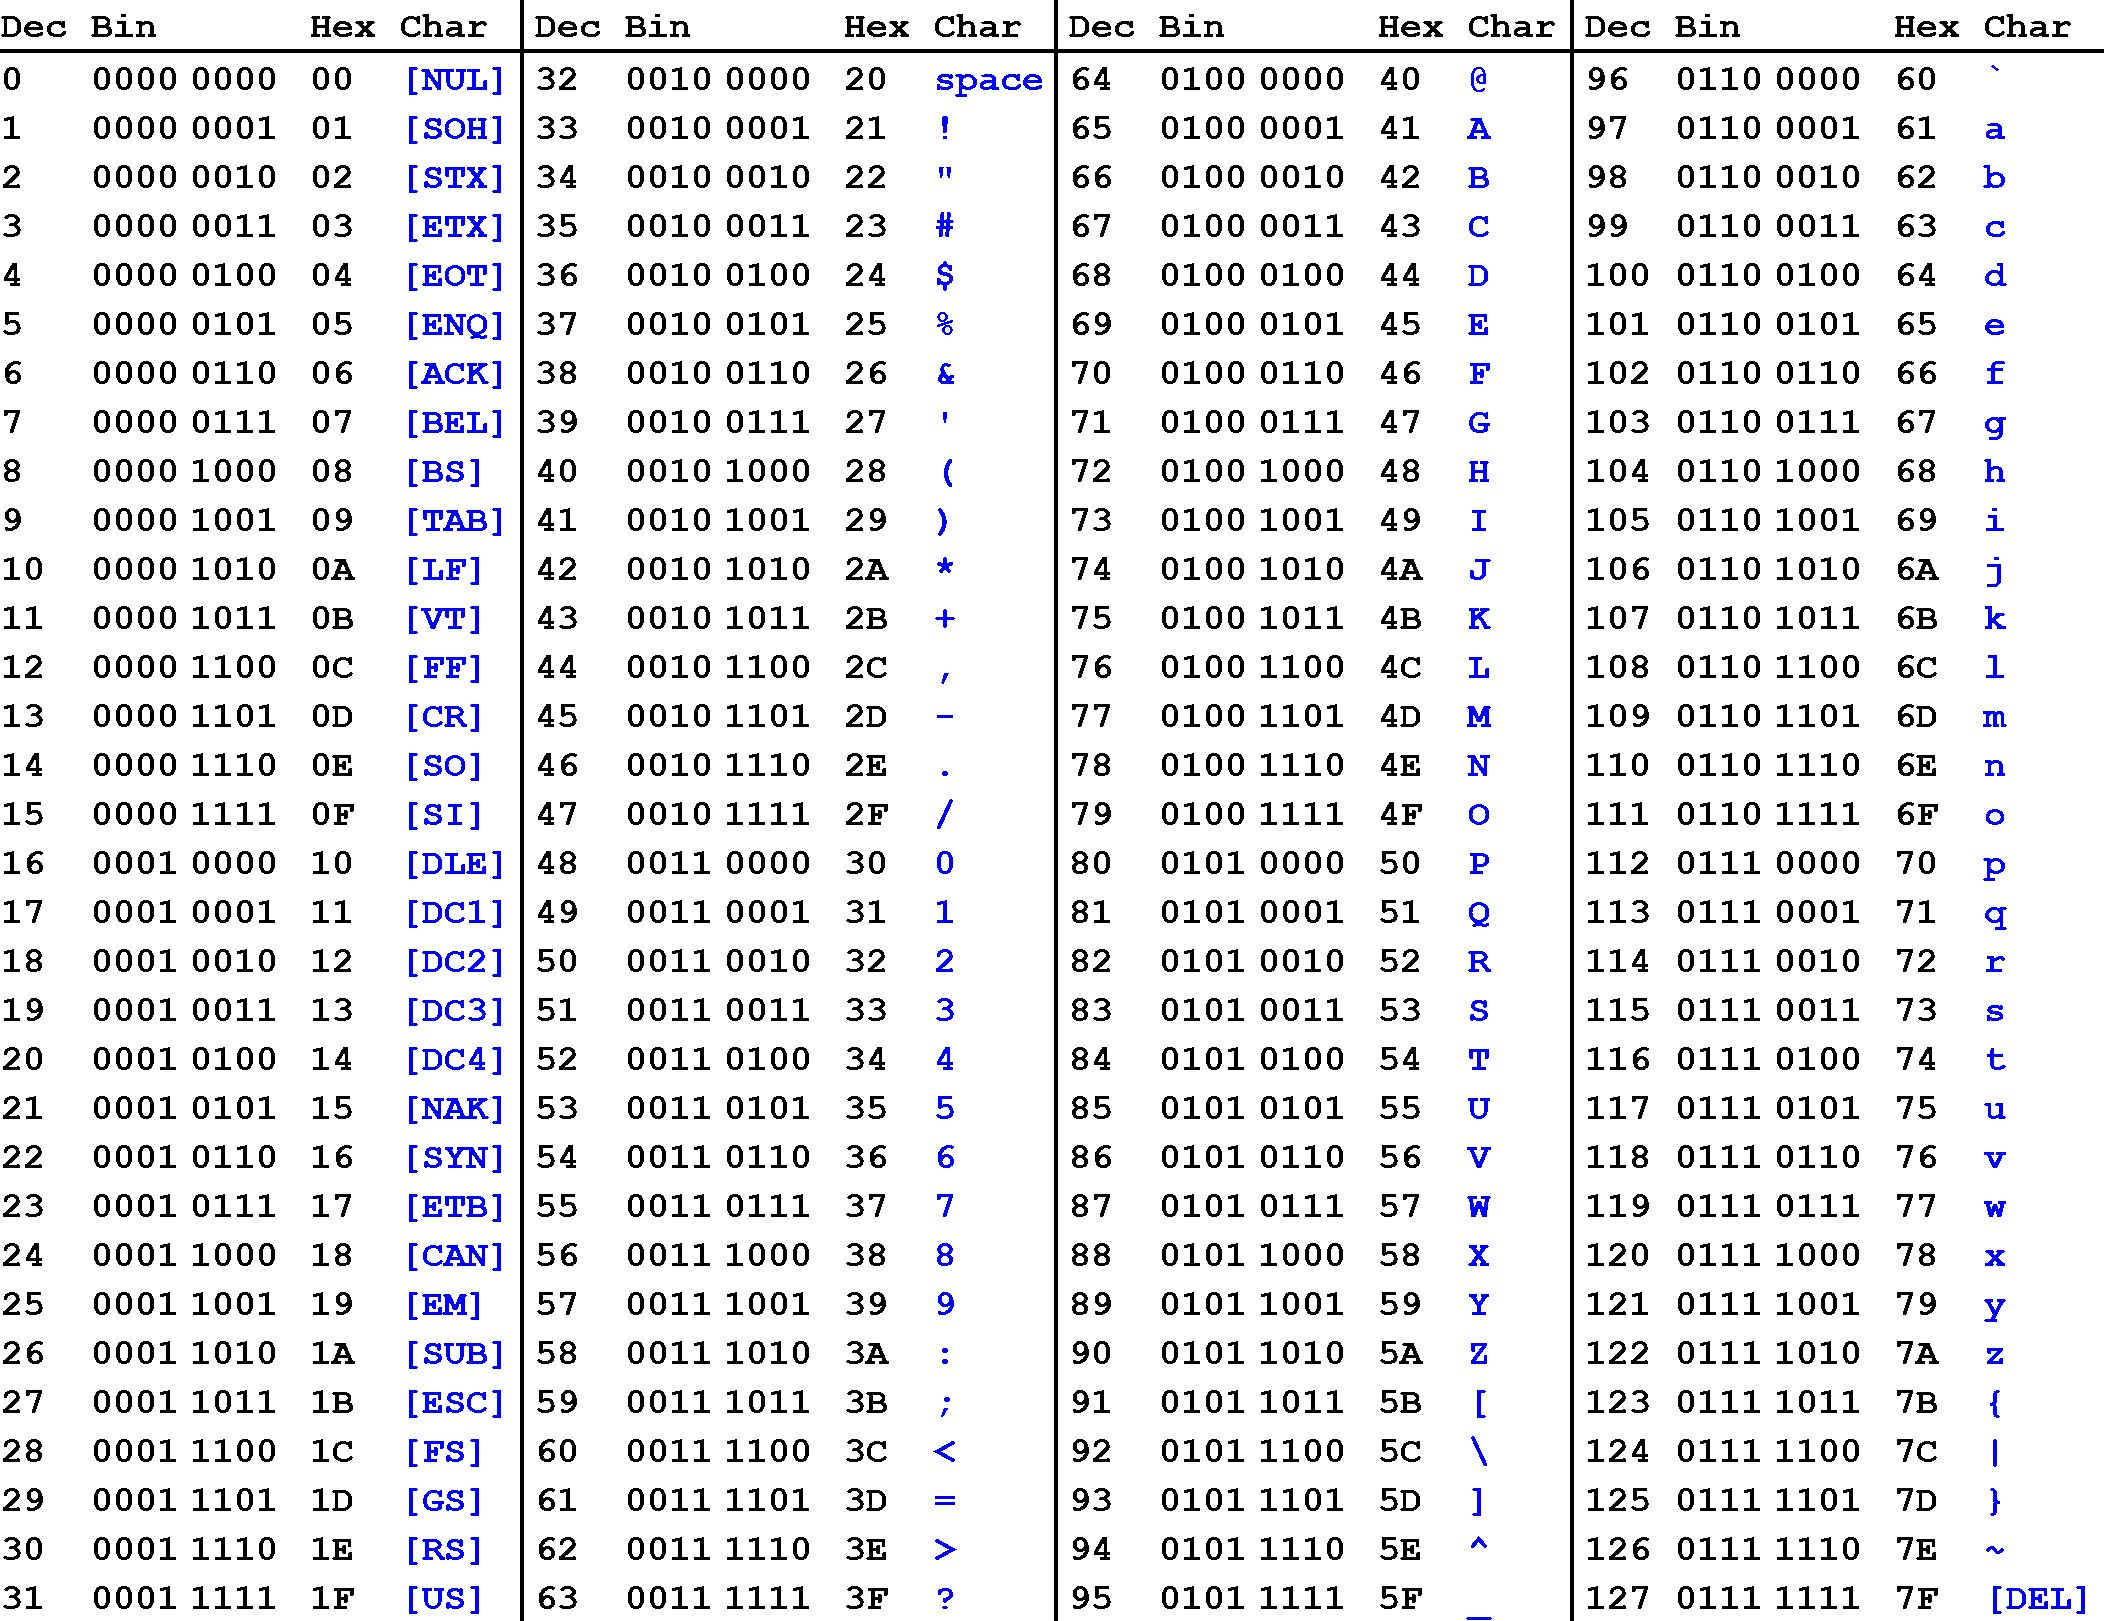 Dec Bin Hex Char Dec Bin Hex Char Dec Bin Hex Char Dec Bin Hex Char
0 0000 0000 00 [NUL] 32 0010 0000 20 space 64 0100 0000 40 @ 96 0110 0000 60 `
1 0000 0001 01 [SOH] 33 0010 0001 21 ! 65 0100 0001 41 A 97 0110 0001 61 a
2 0000 0010 02 [STX] 34 0010 0010 22 " 66 0100 0010 42 B 98 0110 0010 62 b
3 0000 0011 03 [ETX] 35 0010 0011 23 # 67 0100 0011 43 C 99 0110 0011 63 c
4 0000 0100 04 [EOT] 36 0010 0100 24 $ 68 0100 0100 44 D 100 0110 0100 64 d
5 0000 0101 05 [ENQ] 37 0010 0101 25 % 69 0100 0101 45 E 101 0110 0101 65 e
6 0000 0110 06 [ACK] 38 0010 0110 26 & 70 0100 0110 46 F 102 0110 0110 66 f
7 0000 0111 07 [BEL] 39 0010 0111 27 ' 71 0100 0111 47 G 103 0110 0111 67 g
8 0000 1000 08 [BS] 40 0010 1000 28 ( 72 0100 1000 48 H 104 0110 1000 68 h
9 0000 1001 09 [TAB] 41 0010 1001 29 ) 73 0100 1001 49 I 105 0110 1001 69 i
10 0000 1010 0A [LF] 42 0010 1010 2A * 74 0100 1010 4A J 106 0110 1010 6A j
11 0000 1011 0B [VT] 43 0010 1011 2B + 75 0100 1011 4B K 107 0110 1011 6B k
12 0000 1100 0C [FF] 44 0010 1100 2C , 76 0100 1100 4C L 108 0110 1100 6C l
13 0000 1101 0D [CR] 45 0010 1101 2D - 77 0100 1101 4D M 109 0110 1101 6D m
14 0000 1110 0E [SO] 46 0010 1110 2E . 78 0100 1110 4E N 110 0110 1110 6E n
15 0000 1111 0F [SI] 47 0010 1111 2F / 79 0100 1111 4F O 111 0110 1111 6F o
16 0001 0000 10 [DLE] 48 0011 0000 30 0 80 0101 0000 50 P 112 0111 0000 70 p
17 0001 0001 11 [DC1] 49 0011 0001 31 1 81 0101 0001 51 Q 113 0111 0001 71 q
18 0001 0010 12 [DC2] 50 0011 0010 32 2 82 0101 0010 52 R 114 0111 0010 72 r
19 0001 0011 13 [DC3] 51 0011 0011 33 3 83 0101 0011 53 S 115 0111 0011 73 s
20 0001 0100 14 [DC4] 52 0011 0100 34 4 84 0101 0100 54 T 116 0111 0100 74 t
21 0001 0101 15 [NAK] 53 0011 0101 35 5 85 0101 0101 55 U 117 0111 0101 75 u
22 0001 0110 16 [SYN] 54 0011 0110 36 6 86 0101 0110 56 V 118 0111 0110 76 v
23 0001 0111 17 [ETB] 55 0011 0111 37 7 87 0101 0111 57 W 119 0111 0111 77 w
24 0001 1000 18 [CAN] 56 0011 1000 38 8 88 0101 1000 58 X 120 0111 1000 78 x
25 0001 1001 19 [EM] 57 0011 1001 39 9 89 0101 1001 59 Y 121 0111 1001 79 y
26 0001 1010 1A [SUB] 58 0011 1010 3A : 90 0101 1010 5A Z 122 0111 1010 7A z
27 0001 1011 1B [ESC] 59 0011 1011 3B ; 91 0101 1011 5B [ 123 0111 1011 7B {
28 0001 1100 1C [FS] 60 0011 1100 3C < 92 0101 1100 5C \ 124 0111 1100 7C |
29 0001 1101 1D [GS] 61 0011 1101 3D = 93 0101 1101 5D ] 125 0111 1101 7D }
30 0001 1110 1E [RS] 62 0011 1110 3E > 94 0101 1110 5E ^ 126 0111 1110 7E ~
31 0001 1111 1F [US] 63 0011 1111 3F ? 95 0101 1111 5F _ 127 0111 1111 7F [DEL]